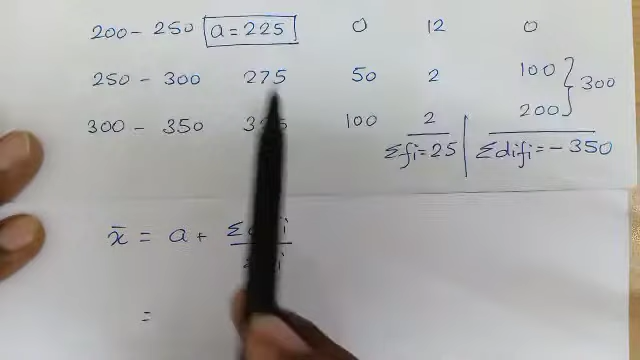 200 - 250 a = 225 0 12 0
250 - 300 275 50 2 100 } 300
300 - 350 100 2 200
Σfi = 25 Σdifi = - 350
x̄ = a + Σ
=